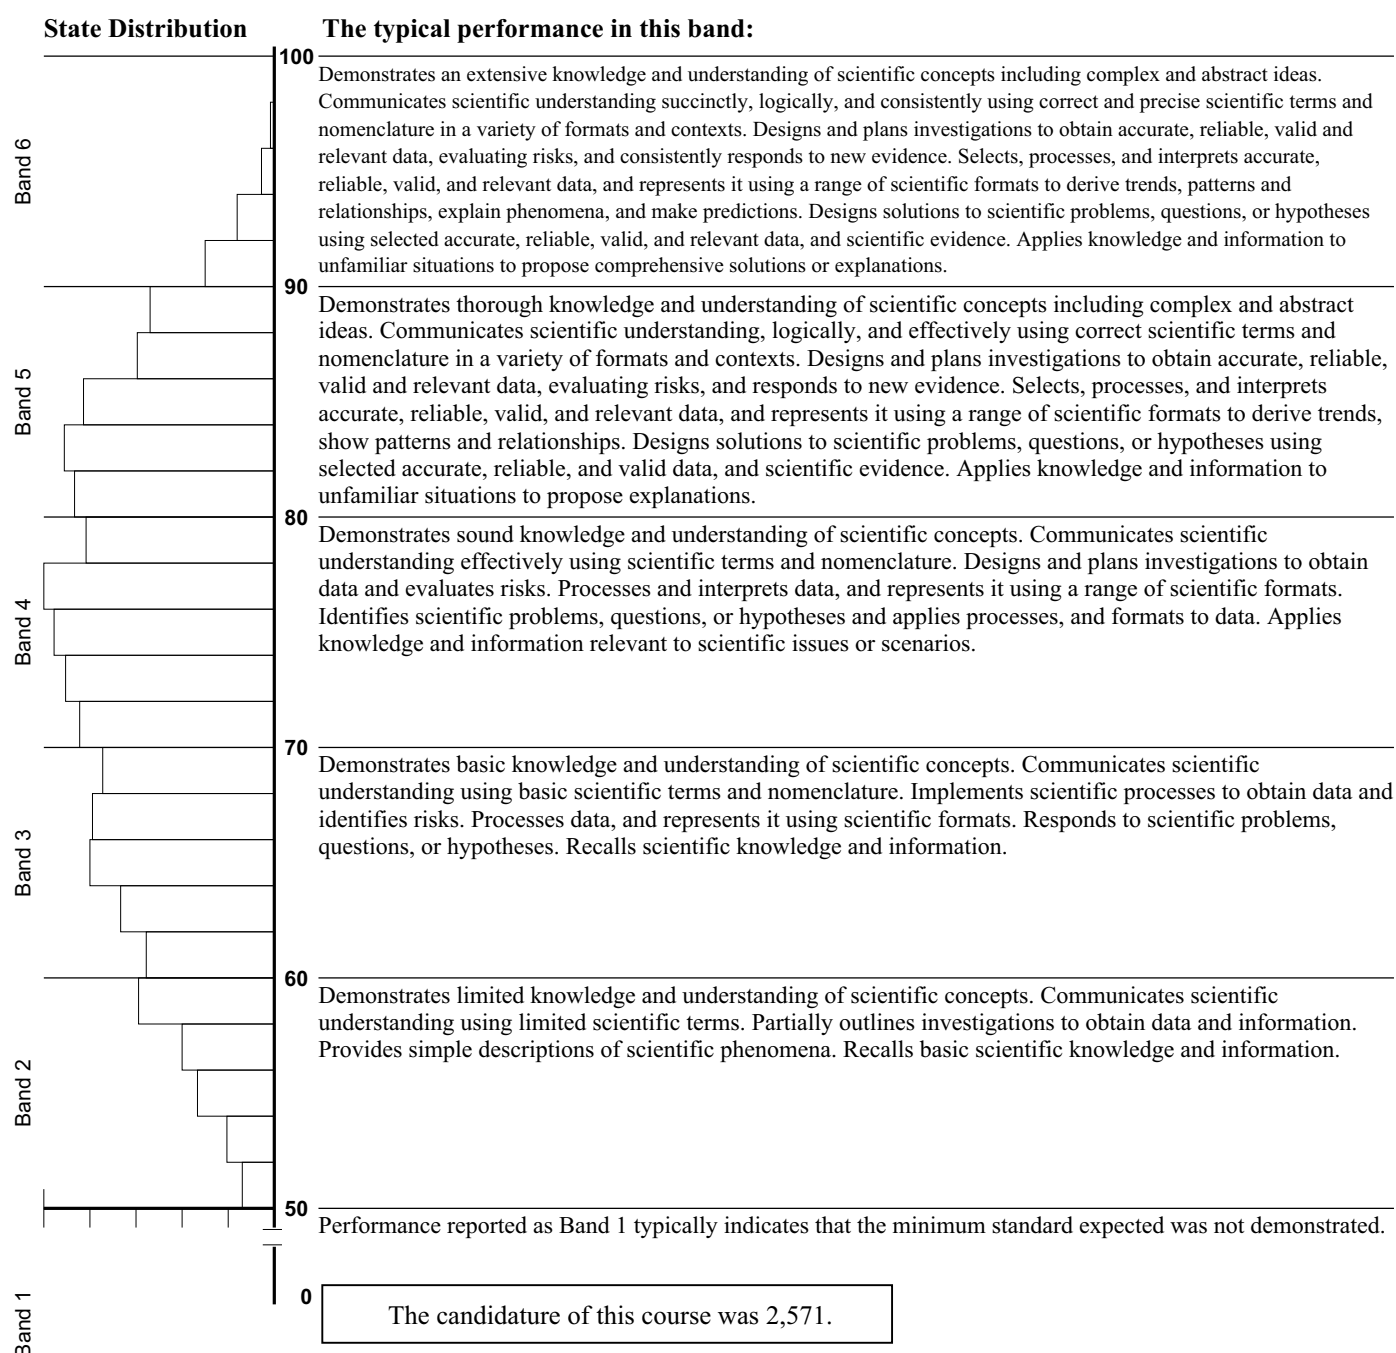 State Distribution
The typical performance in this band:
100
Band 6
Demonstrates an extensive knowledge and understanding of scientific concepts including complex and abstract ideas.
Communicates scientific understanding succinctly, logically, and consistently using correct and precise scientific terms and
nomenclature in a variety of formats and contexts. Designs and plans investigations to obtain accurate, reliable, valid and
relevant data, evaluating risks, and consistently responds to new evidence. Selects, processes, and interprets accurate,
reliable, valid, and relevant data, and represents it using a range of scientific formats to derive trends, patterns and
relationships, explain phenomena, and make predictions. Designs solutions to scientific problems, questions, or hypotheses
using selected accurate, reliable, valid, and relevant data, and scientific evidence. Applies knowledge and information to
unfamiliar situations to propose comprehensive solutions or explanations.
90
Band 5
Demonstrates thorough knowledge and understanding of scientific concepts including complex and abstract
ideas. Communicates scientific understanding, logically, and effectively using correct scientific terms and
nomenclature in a variety of formats and contexts. Designs and plans investigations to obtain accurate, reliable,
valid and relevant data, evaluating risks, and responds to new evidence. Selects, processes, and interprets
accurate, reliable, valid, and relevant data, and represents it using a range of scientific formats to derive trends,
show patterns and relationships. Designs solutions to scientific problems, questions, or hypotheses using
selected accurate, reliable, and valid data, and scientific evidence. Applies knowledge and information to
unfamiliar situations to propose explanations.
80
Band 4
Demonstrates sound knowledge and understanding of scientific concepts. Communicates scientific
understanding effectively using scientific terms and nomenclature. Designs and plans investigations to obtain
data and evaluates risks. Processes and interprets data, and represents it using a range of scientific formats.
Identifies scientific problems, questions, or hypotheses and applies processes, and formats to data. Applies
knowledge and information relevant to scientific issues or scenarios.
70
Band 3
Demonstrates basic knowledge and understanding of scientific concepts. Communicates scientific
understanding using basic scientific terms and nomenclature. Implements scientific processes to obtain data and
identifies risks. Processes data, and represents it using scientific formats. Responds to scientific problems,
questions, or hypotheses. Recalls scientific knowledge and information.
60
Band 2
Demonstrates limited knowledge and understanding of scientific concepts. Communicates scientific
understanding using limited scientific terms. Partially outlines investigations to obtain data and information.
Provides simple descriptions of scientific phenomena. Recalls basic scientific knowledge and information.
50
Performance reported as Band 1 typically indicates that the minimum standard expected was not demonstrated.
0
Band 1
The candidature of this course was 2,571.